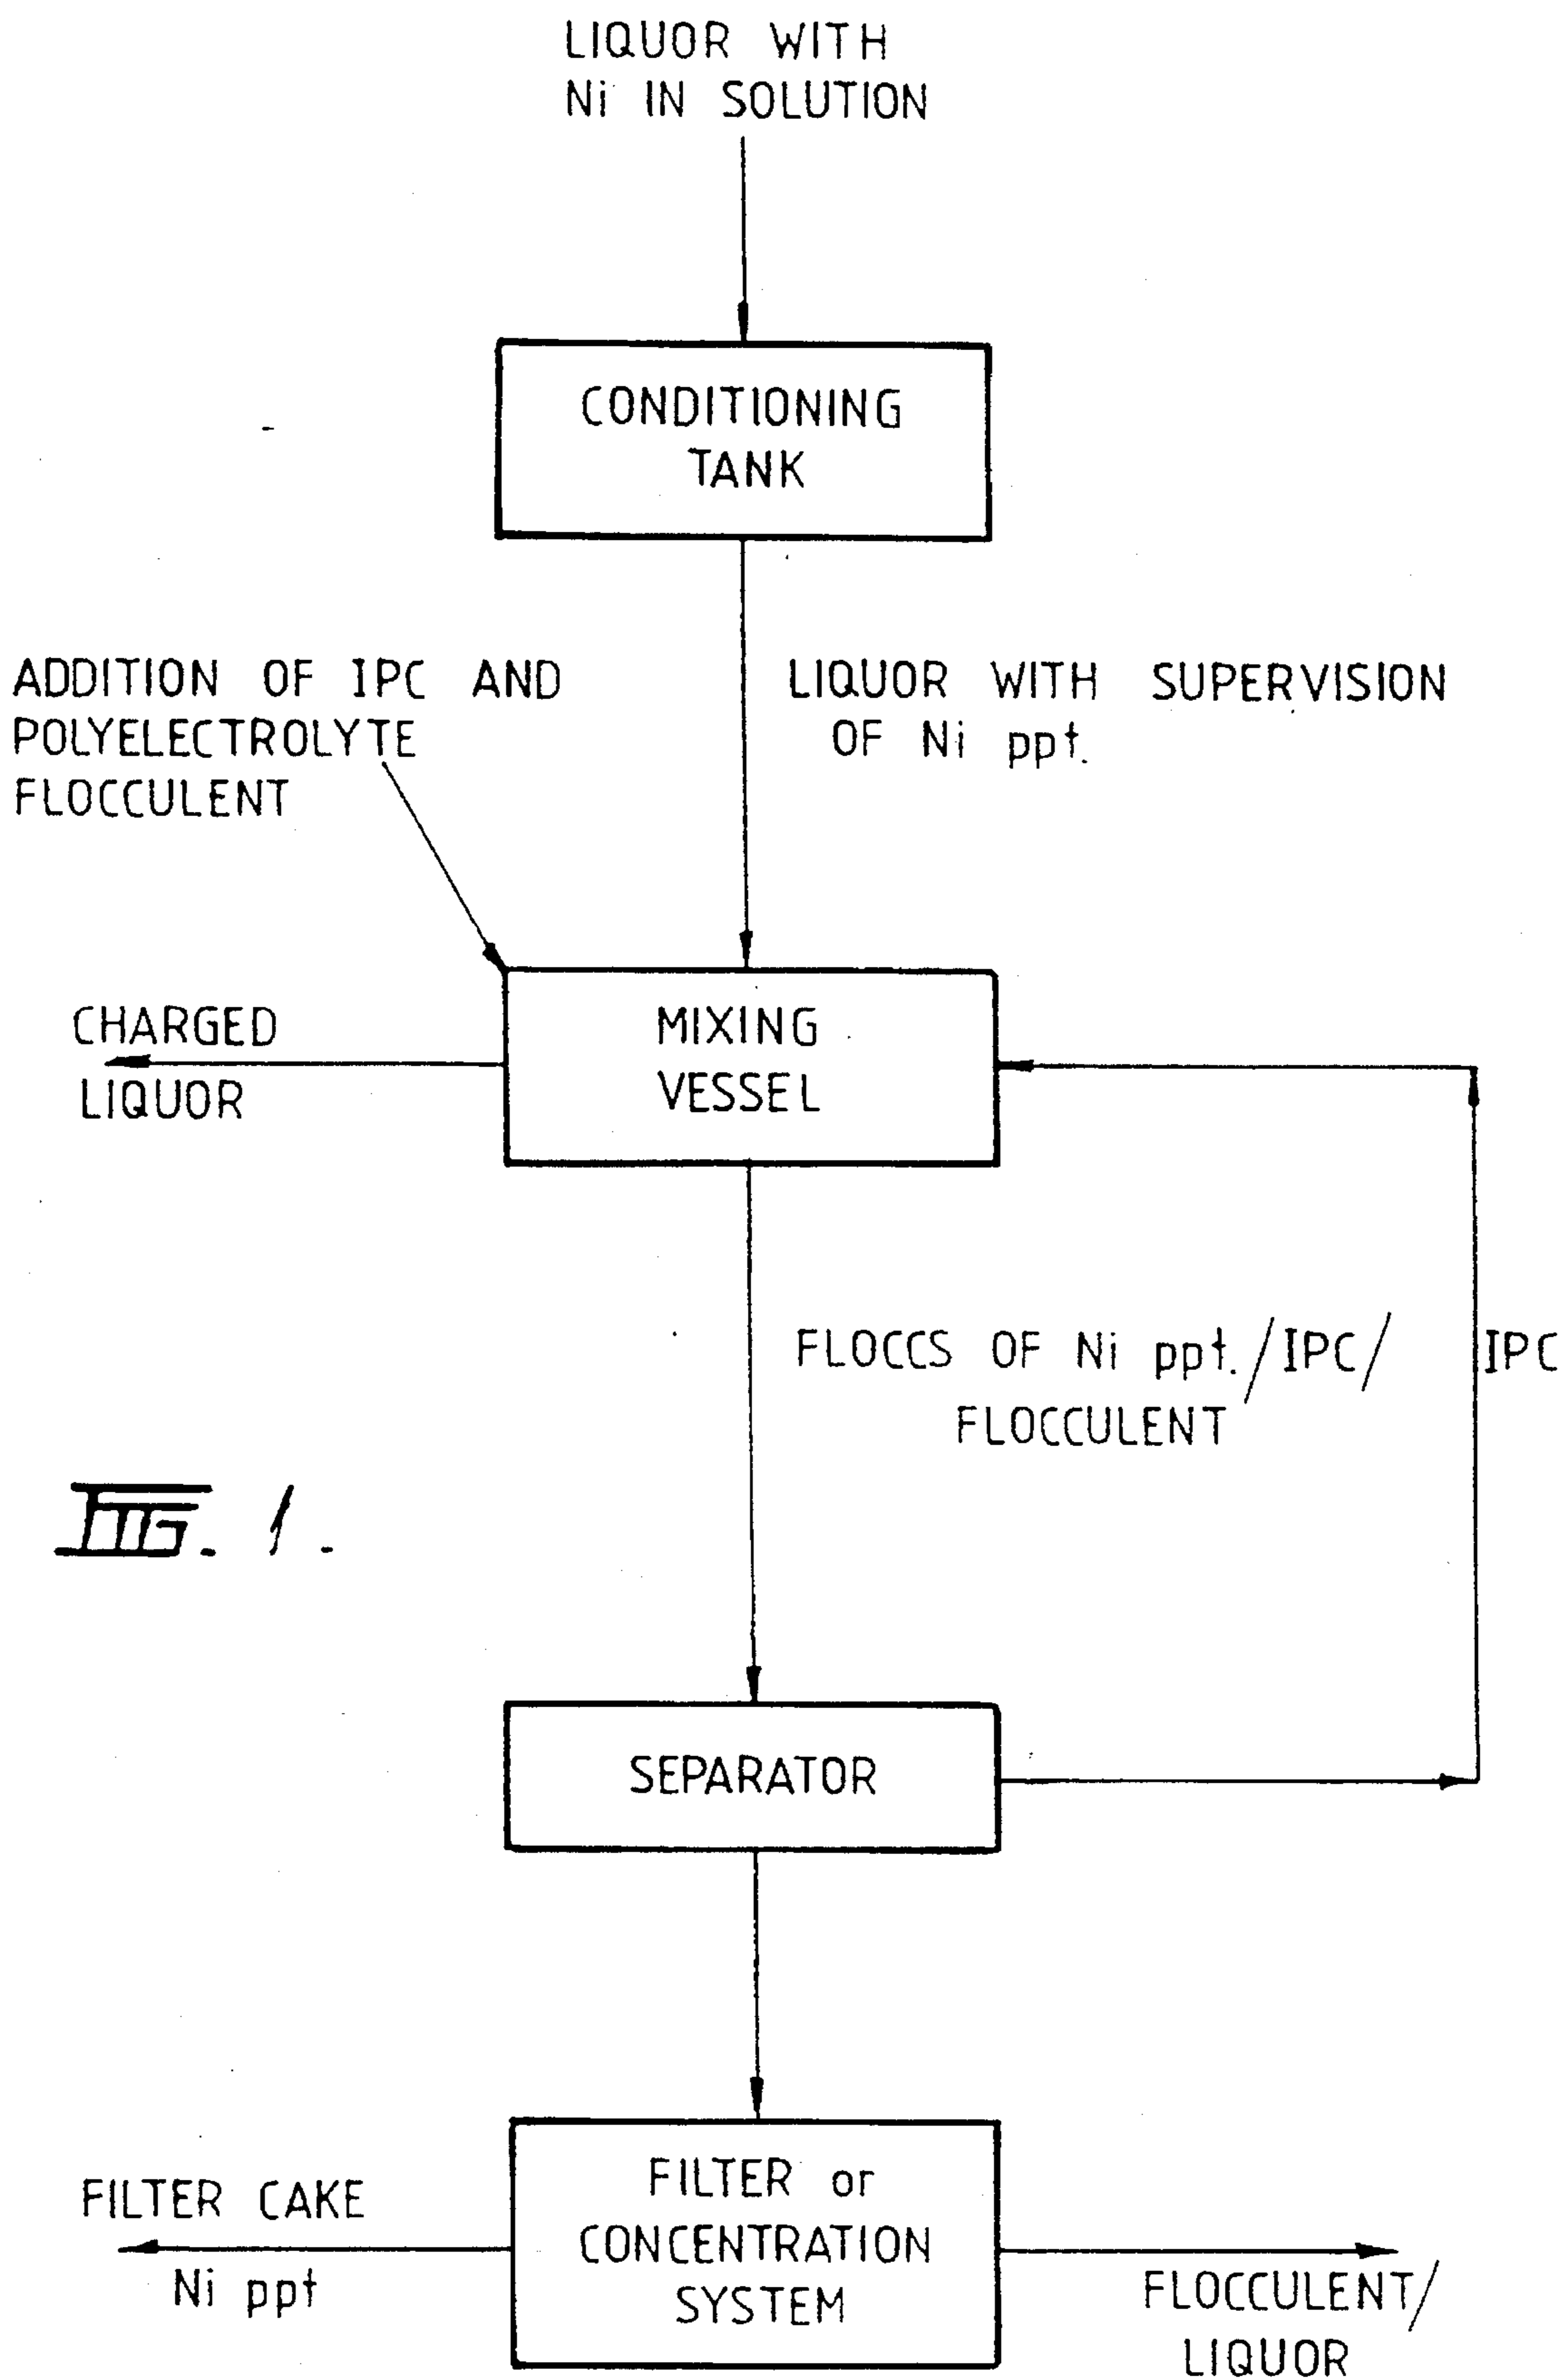 LIQUOR WITH
Ni IN SOLUTION
CONDITIONING
TANK
ADDITION OF IPC AND
POLYELECTROLYTE
FLOCCULENT
LIQUOR WITH SUPERVISION
OF Ni ppt.
CHARGED
LIQUOR
MIXING
VESSEL
FLOCCS OF Ni ppt./IPC/
FLOCCULENT
IPC
FIG. 1.
SEPARATOR
FILTER CAKE
Ni ppt
FILTER or
CONCENTRATION
SYSTEM
FLOCCULENT/
LIQUOR